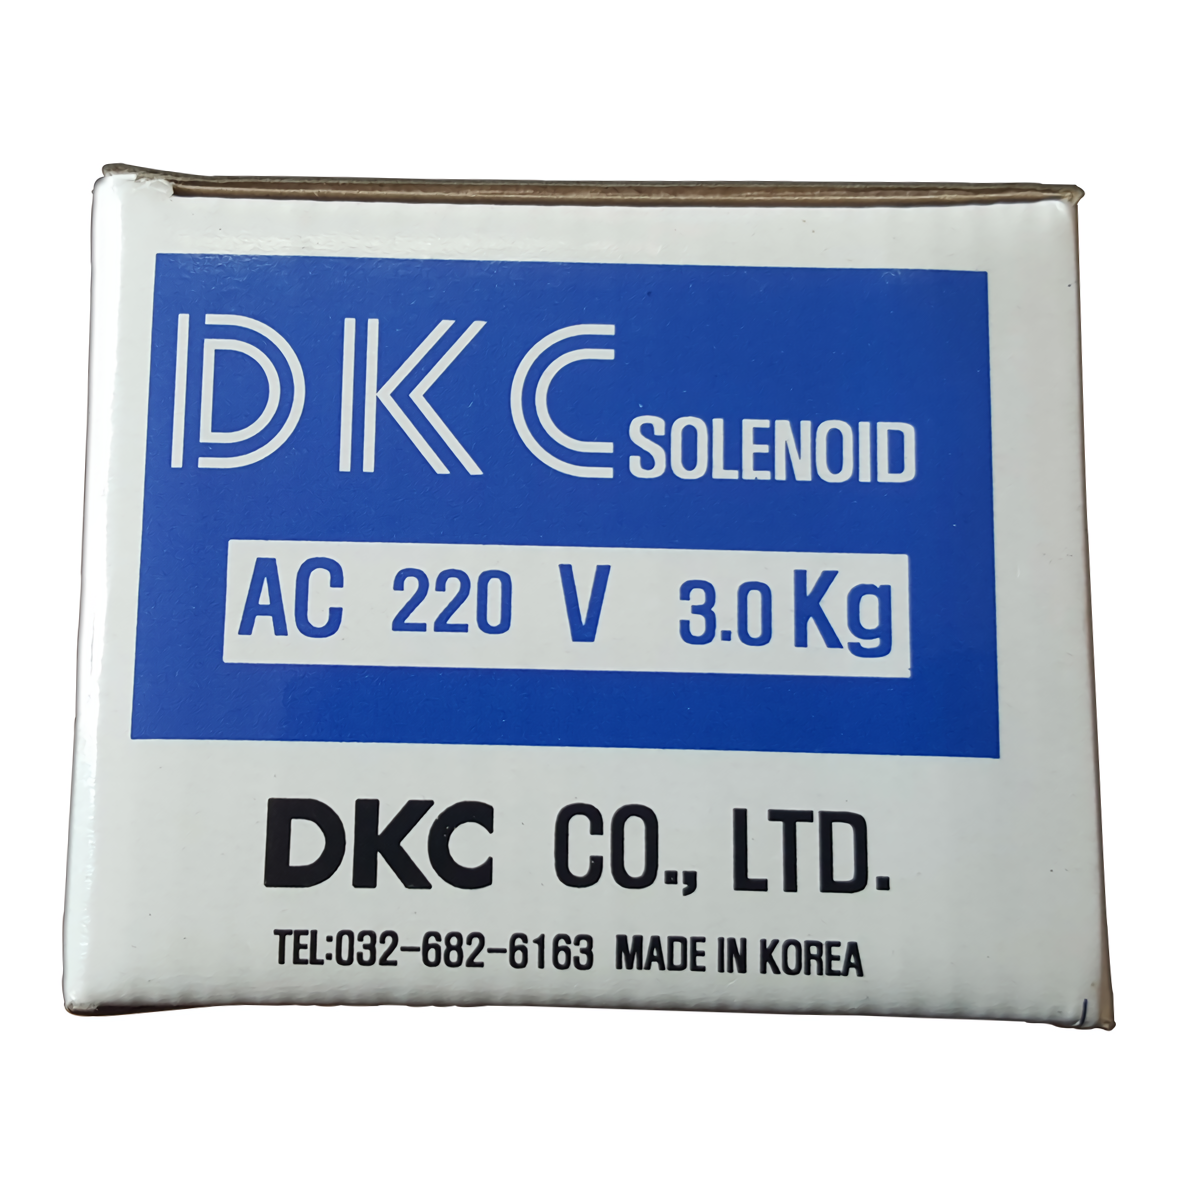 DKC SOLENOID
AC 220 V 3.0 Kg
DKC CO., LTD.
TEL:032-682-6163 MADE IN KOREA